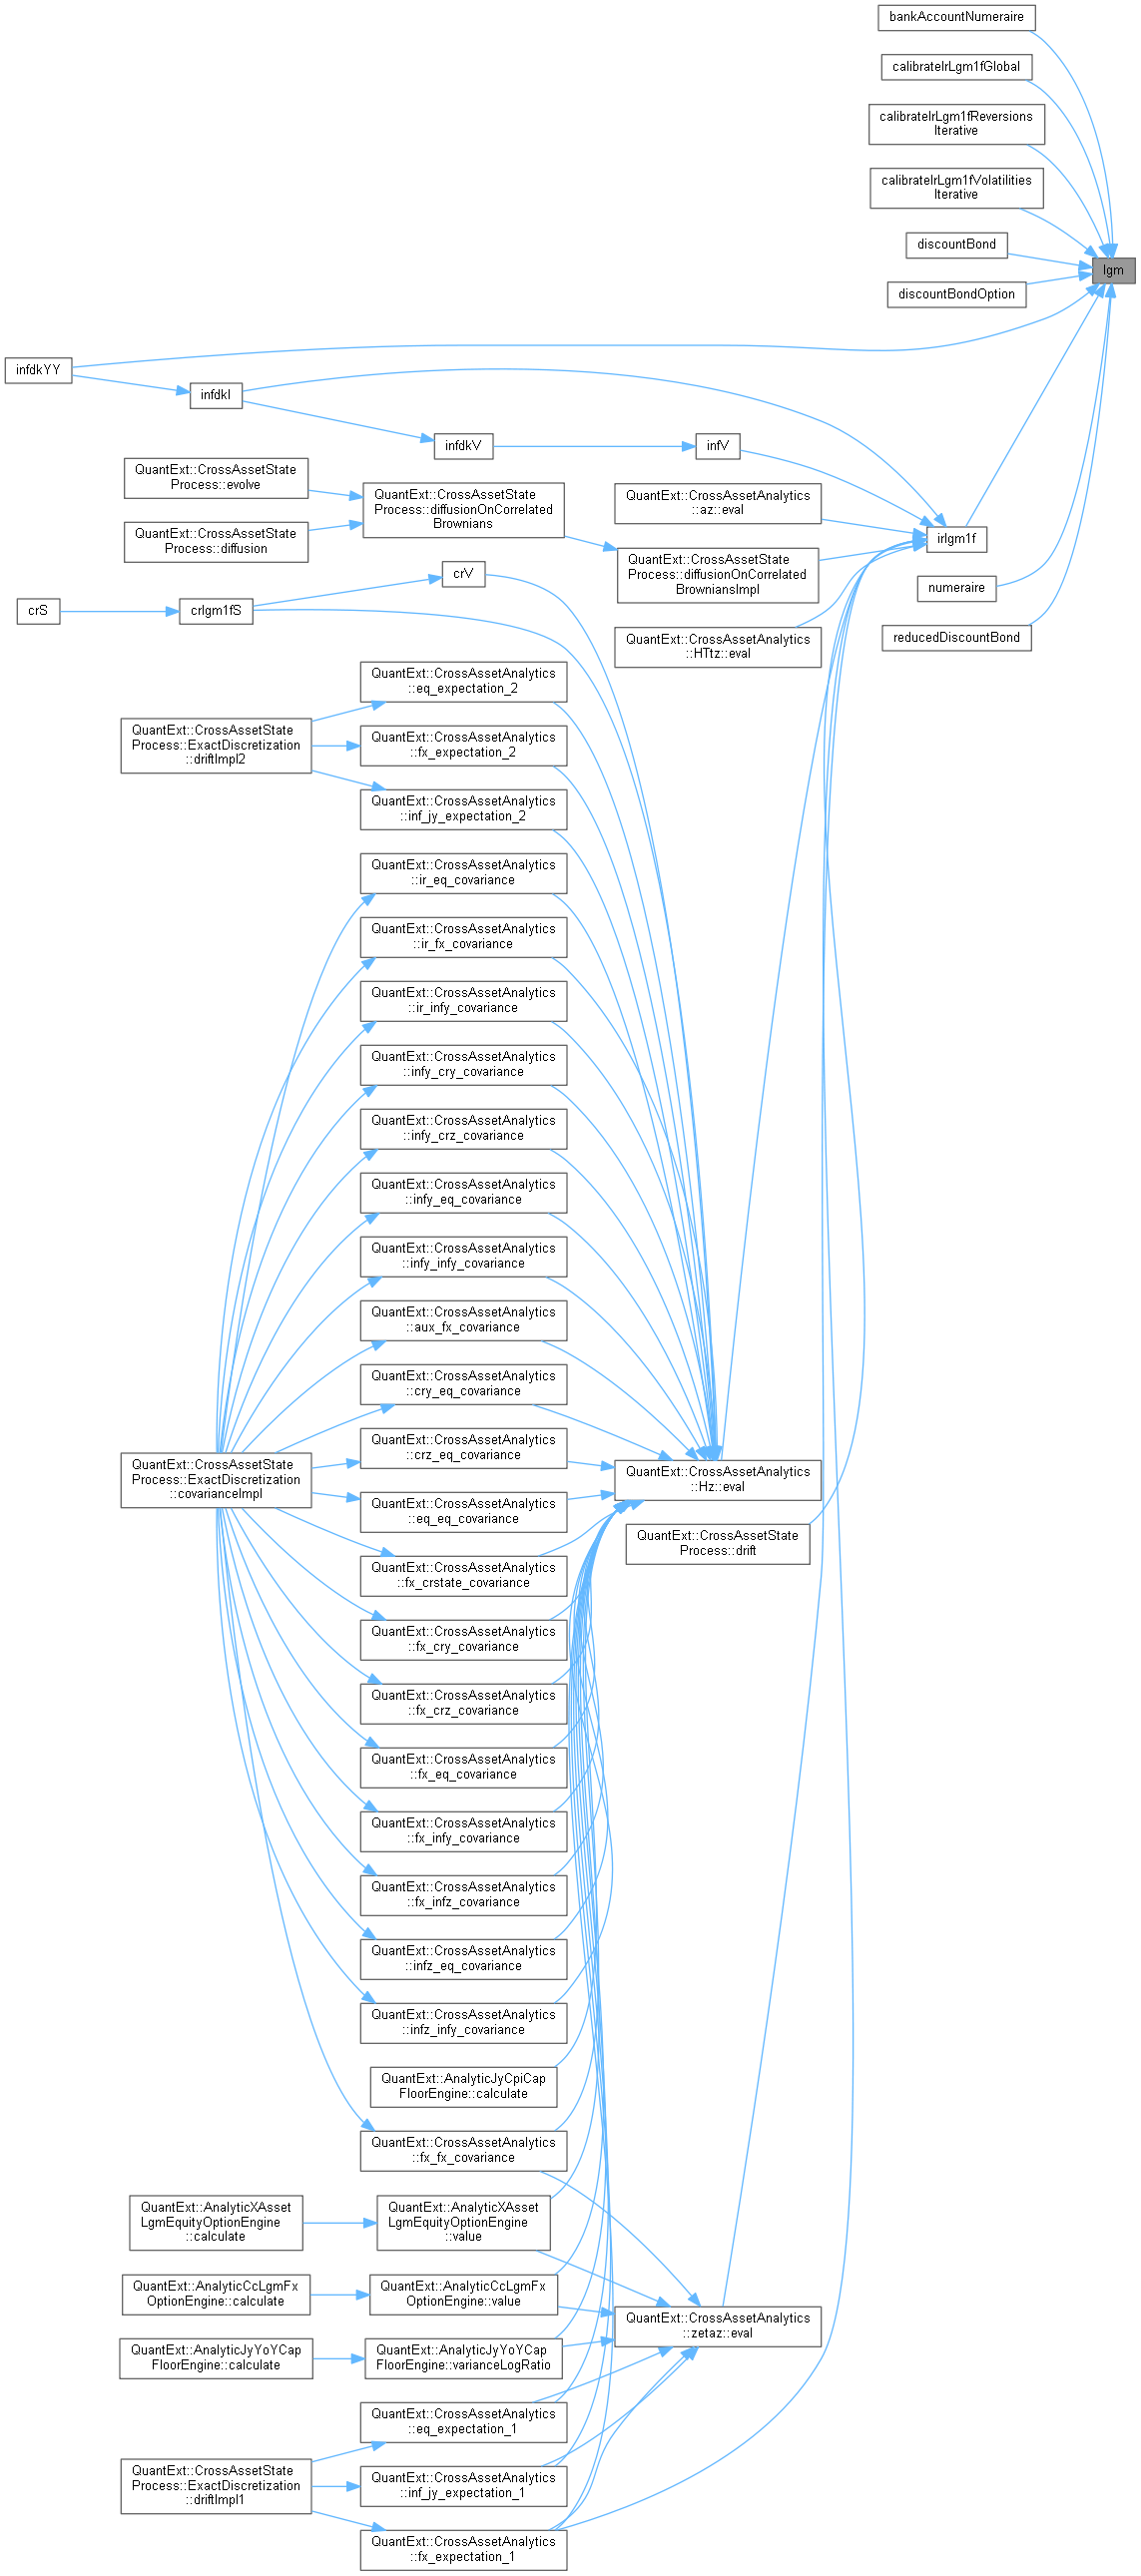 bankAccountNumeraire
calibrateIrLgm1fGlobal
calibrateIrLgm1fReversions
Iterative
calibrateIrLgm1fVolatilities
Iterative
discountBond
lgm
discountBondOption
infdkYY
infdkI
infdkV
infV
QuantExt::CrossAssetState
Process::evolve
QuantExt::CrossAssetState
Process::diffusionOnCorrelated
Brownians
QuantExt::CrossAssetAnalytics
::az::eval
QuantExt::CrossAssetState
Process::diffusion
irlgm1f
QuantExt::CrossAssetState
Process::diffusionOnCorrelated
BrowniansImpl
crV
numeraire
crS
crlgm1fS
QuantExt::CrossAssetAnalytics
::HTtz::eval
reducedDiscountBond
QuantExt::CrossAssetAnalytics
::eq_expectation_2
QuantExt::CrossAssetState
Process::ExactDiscretization
::driftImpl2
QuantExt::CrossAssetAnalytics
::fx_expectation_2
QuantExt::CrossAssetAnalytics
::inf_jy_expectation_2
QuantExt::CrossAssetAnalytics
::ir_eq_covariance
QuantExt::CrossAssetAnalytics
::ir_fx_covariance
QuantExt::CrossAssetAnalytics
::ir_infy_covariance
QuantExt::CrossAssetAnalytics
::infy_cry_covariance
QuantExt::CrossAssetAnalytics
::infy_crz_covariance
QuantExt::CrossAssetAnalytics
::infy_eq_covariance
QuantExt::CrossAssetAnalytics
::infy_infy_covariance
QuantExt::CrossAssetAnalytics
::aux_fx_covariance
QuantExt::CrossAssetAnalytics
::cry_eq_covariance
QuantExt::CrossAssetAnalytics
::crz_eq_covariance
QuantExt::CrossAssetState
Process::ExactDiscretization
::covarianceImpl
QuantExt::CrossAssetAnalytics
::Hz::eval
QuantExt::CrossAssetAnalytics
::eq_eq_covariance
QuantExt::CrossAssetState
Process::drift
QuantExt::CrossAssetAnalytics
::fx_crstate_covariance
QuantExt::CrossAssetAnalytics
::fx_cry_covariance
QuantExt::CrossAssetAnalytics
::fx_crz_covariance
QuantExt::CrossAssetAnalytics
::fx_eq_covariance
QuantExt::CrossAssetAnalytics
::fx_infy_covariance
QuantExt::CrossAssetAnalytics
::fx_infz_covariance
QuantExt::CrossAssetAnalytics
::infz_eq_covariance
QuantExt::CrossAssetAnalytics
::infz_infy_covariance
QuantExt::AnalyticJyCpiCap
FloorEngine::calculate
QuantExt::CrossAssetAnalytics
::fx_fx_covariance
QuantExt::AnalyticXAsset
LgmEquityOptionEngine
::calculate
QuantExt::AnalyticXAsset
LgmEquityOptionEngine
::value
QuantExt::AnalyticCcLgmFx
OptionEngine::calculate
QuantExt::AnalyticCcLgmFx
OptionEngine::value
QuantExt::CrossAssetAnalytics
::zetaz::eval
QuantExt::AnalyticJyYoYCap
FloorEngine::calculate
QuantExt::AnalyticJyYoYCap
FloorEngine::varianceLogRatio
QuantExt::CrossAssetAnalytics
::eq_expectation_1
QuantExt::CrossAssetState
Process::ExactDiscretization
::driftImpl1
QuantExt::CrossAssetAnalytics
::inf_jy_expectation_1
QuantExt::CrossAssetAnalytics
::fx_expectation_1